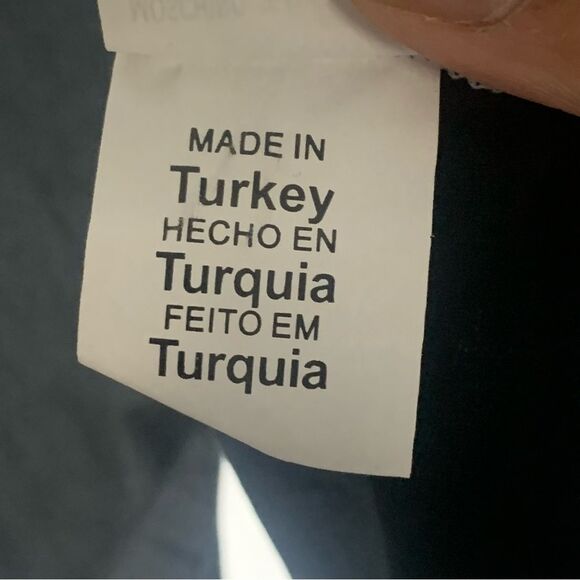 MADE IN
Turkey
HECHO EN
Turquia
FEITO EM
Turquia